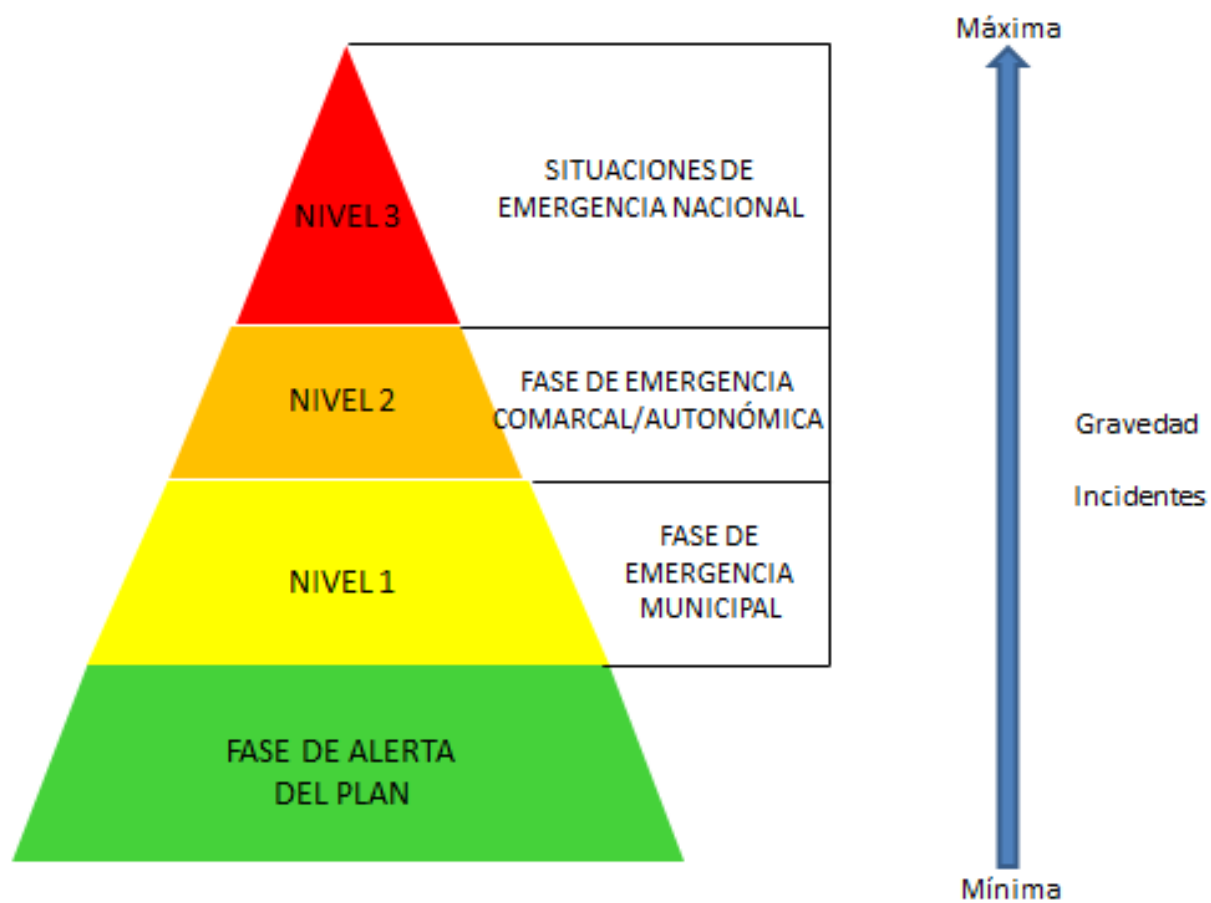 Máxima
SITUACIONES DE
EMERGENCIA NACIONAL
NIVEL 3
FASE DE EMERGENCIA
COMARCAL/AUTONÓMICA
NIVEL 2
Gravedad
Incidentes
FASE DE
EMERGENCIA
MUNICIPAL
NIVEL 1
FASE DE ALERTA
DEL PLAN
Mínima